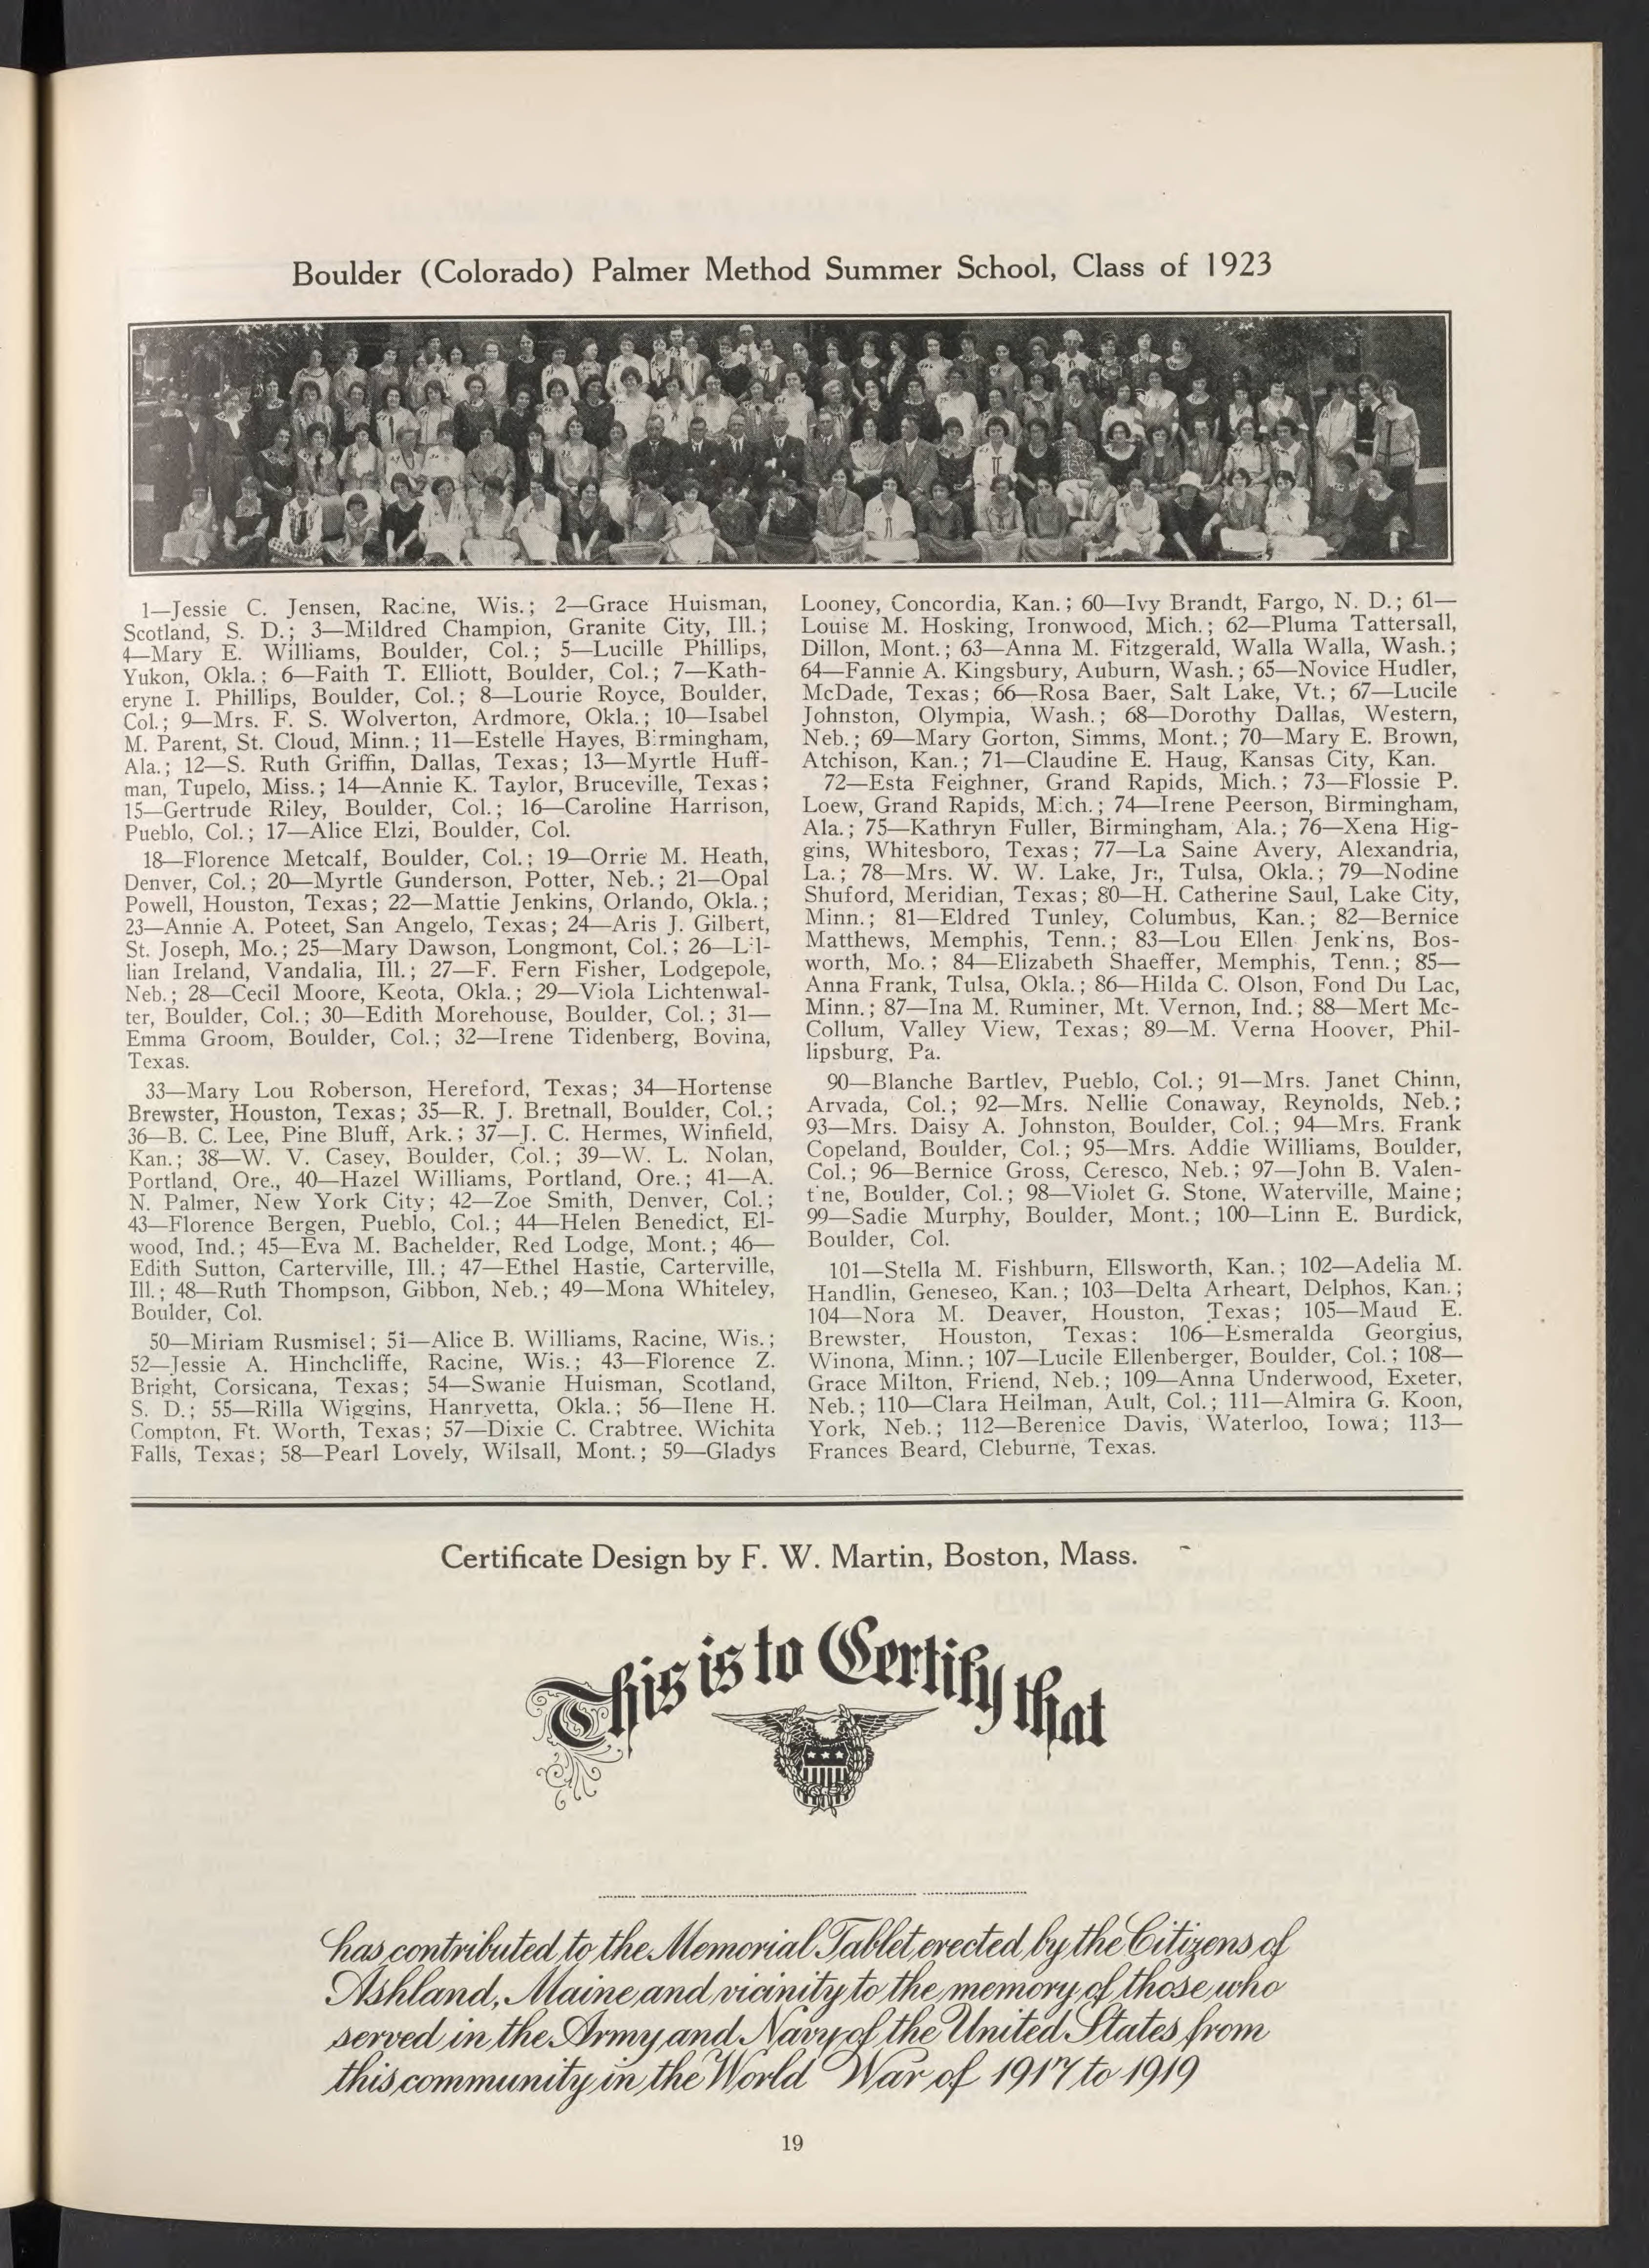 Boulder (Colorado) Palmer Method Summer School, Class of 1923
1—Jessie C. Jensen, Racine, Wis.; 2—Grace Huisman,
Scotland, S. D.; 3—Mildred Champion, Granite City, Ill.;
4—Mary E. Williams, Boulder, Col.; 5—Lucille Phillips,
Yukon, Okla.; 6—Faith T. Elliott, Boulder, Col.; 7—Kath-
eryne I. Phillips, Boulder, Col.; 8—Lourie Royce, Boulder,
Col.; 9—Mrs. F. S. Wolverton, Ardmore, Okla.; 10—Isabel
M. Parent, St. Cloud, Minn.; 11—Estelle Hayes, Birmingham,
Ala.; 12—S. Ruth Griffin, Dallas, Texas; 13—Myrtle Huff-
man, Tupelo, Miss.; 14—Annie K. Taylor, Bruceville, Texas;
15—Gertrude Riley, Boulder, Col.; 16—Caroline Harrison,
Pueblo, Col.; 17—Alice Elzi, Boulder, Col.
18—Florence Metcalf, Boulder, Col.; 19—Orrie M. Heath,
Denver, Col.; 20—Myrtle Gunderson, Potter, Neb.; 21—Opal
Powell, Houston, Texas; 22—Mattie Jenkins, Orlando, Okla.;
23—Annie A. Poteet, San Angelo, Texas; 24—Aris J. Gilbert,
St. Joseph, Mo.; 25—Mary Dawson, Longmont, Col.; 26—Lil-
lian Ireland, Vandalia, Ill.; 27—F. Fern Fisher, Lodgepole,
Neb.; 28—Cecil Moore, Keota, Okla.; 29—Viola Lichtenwal-
ter, Boulder, Col.; 30—Edith Morehouse, Boulder, Col.; 31—
Emma Groom, Boulder, Col.; 32—Irene Tidenberg, Bovina,
Texas.
33—Mary Lou Roberson, Hereford, Texas; 34—Hortense
Brewster, Houston, Texas; 35—R. J. Bretnall, Boulder, Col.;
36—B. C. Lee, Pine Bluff, Ark.; 37—J. C. Hermes, Winfield,
Kan.; 38—W. V. Casey, Boulder, Col.; 39—W. L. Nolan,
Portland, Ore., 40—Hazel Williams, Portland, Ore.; 41—A.
N. Palmer, New York City; 42—Zoe Smith, Denver, Col.;
43—Florence Bergen, Pueblo, Col.; 44—Helen Benedict, El-
wood, Ind.; 45—Eva M. Bachelder, Red Lodge, Mont.; 46—
Edith Sutton, Carterville, Ill.; 47—Ethel Hastie, Carterville,
Ill.; 48—Ruth Thompson, Gibbon, Neb.; 49—Mona Whiteley,
Boulder, Col.
50—Miriam Rusmisel; 51—Alice B. Williams, Racine, Wis.;
52—Jessie A. Hinchcliffe, Racine, Wis.; 43—Florence Z.
Bright, Corsicana, Texas; 54—Swanie Huisman, Scotland,
S. D.; 55—Rilla Wiggins, Hanryetta, Okla.; 56—Ilene H.
Compton, Ft. Worth, Texas; 57—Dixie C. Crabtree, Wichita
Falls, Texas; 58—Pearl Lovely, Wilsall, Mont.; 59—Gladys
Looney, Concordia, Kan.; 60—Ivy Brandt, Fargo, N. D.; 61—
Louise M. Hosking, Ironwood, Mich.; 62—Pluma Tattersall,
Dillon, Mont.; 63—Anna M. Fitzgerald, Walla Walla, Wash.;
64—Fannie A. Kingsbury, Auburn, Wash.; 65—Novice Hudler,
McDade, Texas; 66—Rosa Baer, Salt Lake, Vt.; 67—Lucile
Johnston, Olympia, Wash.; 68—Dorothy Dallas, Western,
Neb.; 69—Mary Gorton, Simms, Mont.; 70—Mary E. Brown,
Atchison, Kan.; 71—Claudine E. Haug, Kansas City, Kan.
72—Esta Feighner, Grand Rapids, Mich.; 73—Flossie P.
Loew, Grand Rapids, Mich.; 74—Irene Peerson, Birmingham,
Ala.; 75—Kathryn Fuller, Birmingham, Ala.; 76—Xena Hig-
gins, Whitesboro, Texas; 77—La Saine Avery, Alexandria,
La.; 78—Mrs. W. W. Lake, Jr., Tulsa, Okla.; 79—Nodine
Shuford, Meridian, Texas; 80—H. Catherine Saul, Lake City,
Minn.; 81—Eldred Tunley, Columbus, Kan.; 82—Bernice
Matthews, Memphis, Tenn.; 83—Lou Ellen Jenkins, Bos-
worth, Mo.; 84—Elizabeth Shaeffer, Memphis, Tenn.; 85—
Anna Frank, Tulsa, Okla.; 86—Hilda C. Olson, Fond Du Lac,
Minn.; 87—Ina M. Ruminer, Mt. Vernon, Ind.; 88—Mert Mc-
Collum, Valley View, Texas; 89—M. Verna Hoover, Phil-
lipsburg, Pa.
90—Blanche Bartley, Pueblo, Col.; 91—Mrs. Janet Chinn,
Arvada, Col.; 92—Mrs. Nellie Conaway, Reynolds, Neb.;
93—Mrs. Daisy A. Johnston, Boulder, Col.; 94—Mrs. Frank
Copeland, Boulder, Col.; 95—Mrs. Addie Williams, Boulder,
Col.; 96—Bernice Gross, Ceresco, Neb.; 97—John B. Valen-
tine, Boulder, Col.; 98—Violet G. Stone, Waterville, Maine;
99—Sadie Murphy, Boulder, Mont.; 100—Linn E. Burdick,
Boulder, Col.
101—Stella M. Fishburn, Ellsworth, Kan.; 102—Adelia M.
Handlin, Geneseo, Kan.; 103—Delta Arheart, Delphos, Kan.;
104—Nora M. Deaver, Houston, Texas; 105—Maud E.
Brewster, Houston, Texas; 106—Esmeralda Georgius,
Winona, Minn.; 107—Lucile Ellenberger, Boulder, Col.; 108—
Grace Milton, Friend, Neb.; 109—Anna Underwood, Exeter,
Neb.; 110—Clara Heilman, Ault, Col.; 111—Almira G. Koon,
York, Neb.; 112—Berenice Davis, Waterloo, Iowa; 113—
Frances Beard, Cleburne, Texas.
Certificate Design by F. W. Martin, Boston, Mass.
This is to Certify that
has contributed to the Memorial Tablet erected by the Citizens of
Ashland, Maine and vicinity to the memory of those who
served in the Army and Navy of the United States from
this community in the World War of 1917 to 1919
19